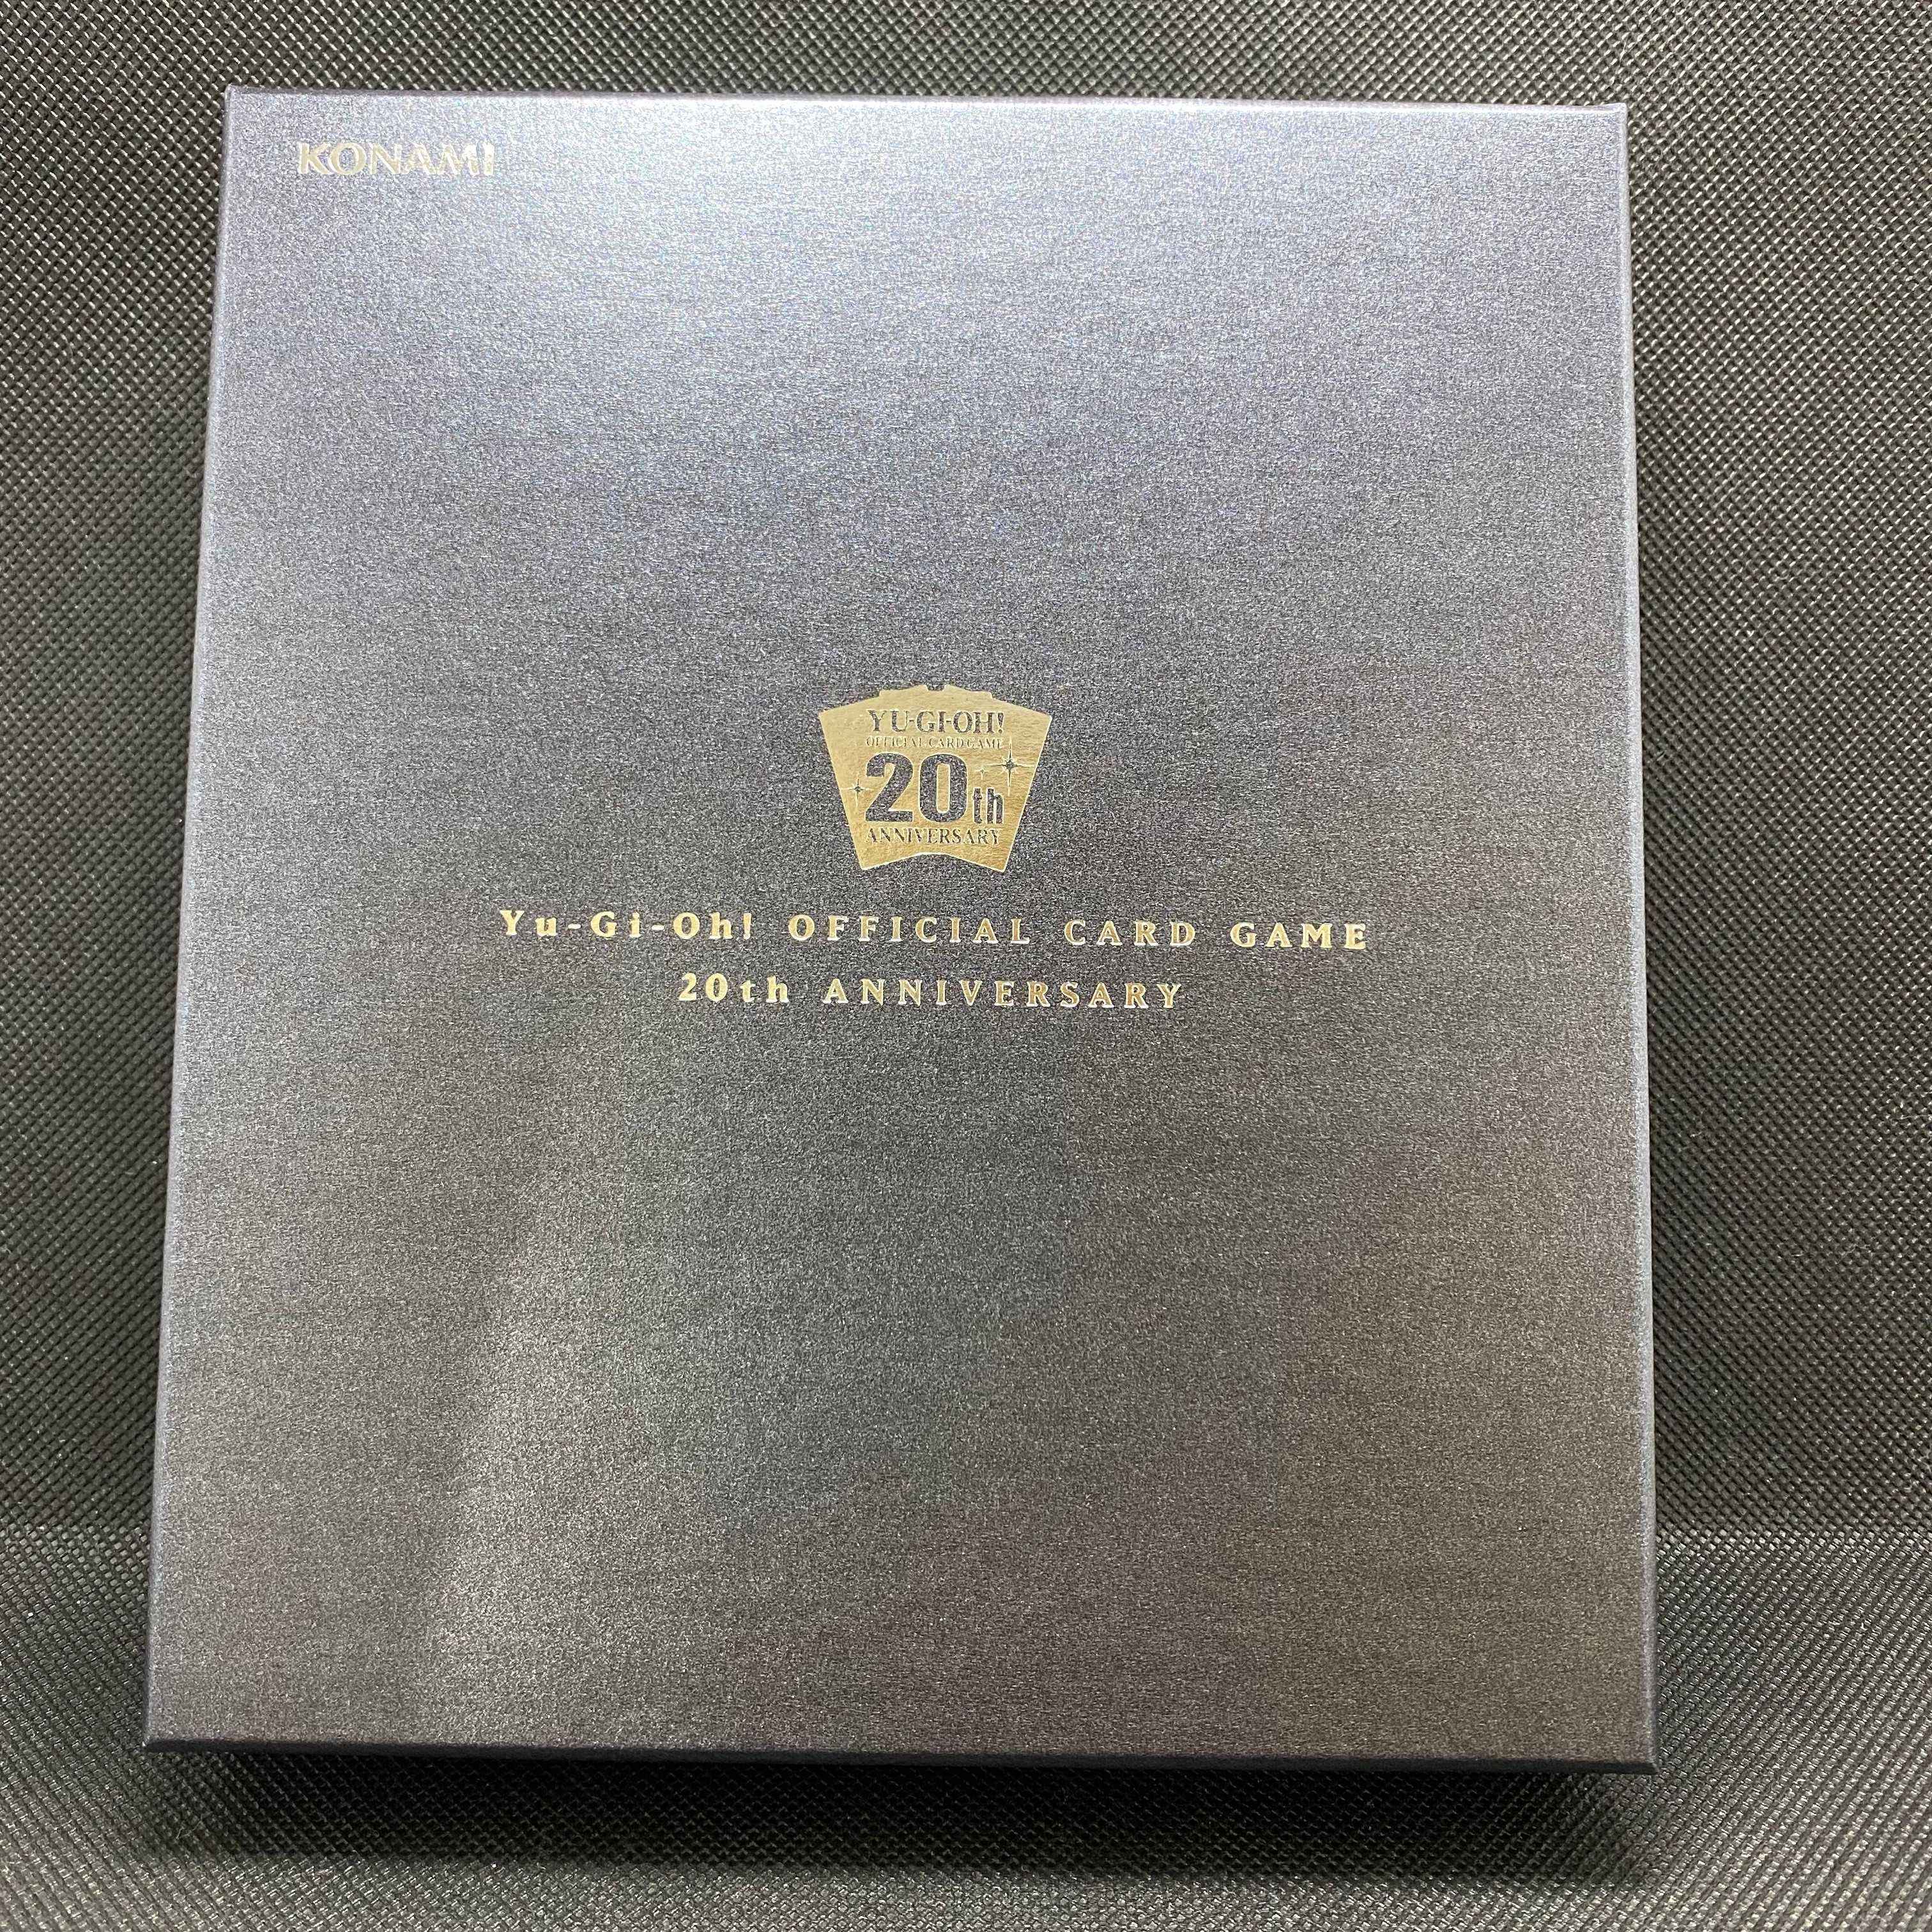 KONAMI
YU-GI-OH!
OFFICIAL CARD GAME
20th
ANNIVERSARY
Yu-Gi-Oh! OFFICIAL CARD GAME
20th ANNIVERSARY